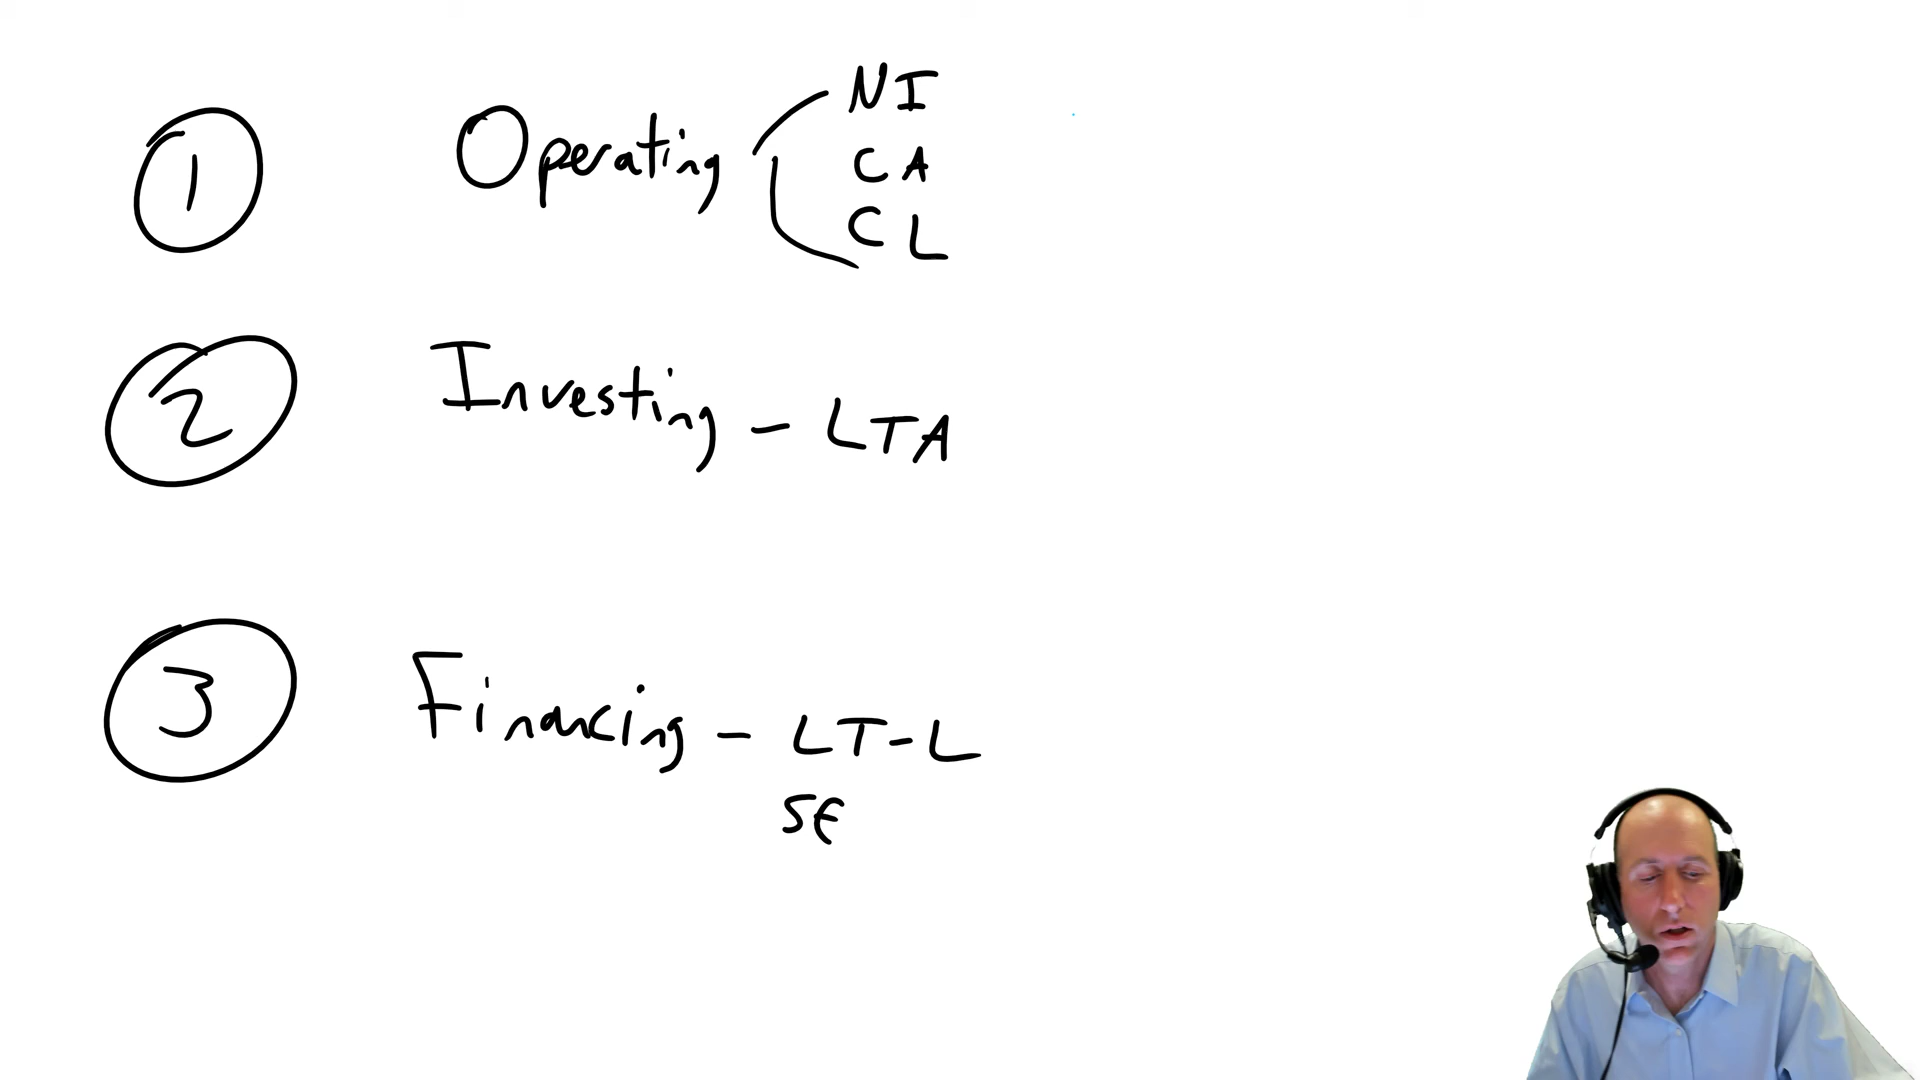 1 Operating NI
CA
CL
2 Investing - LTA
3 Financing - LT-L
SE